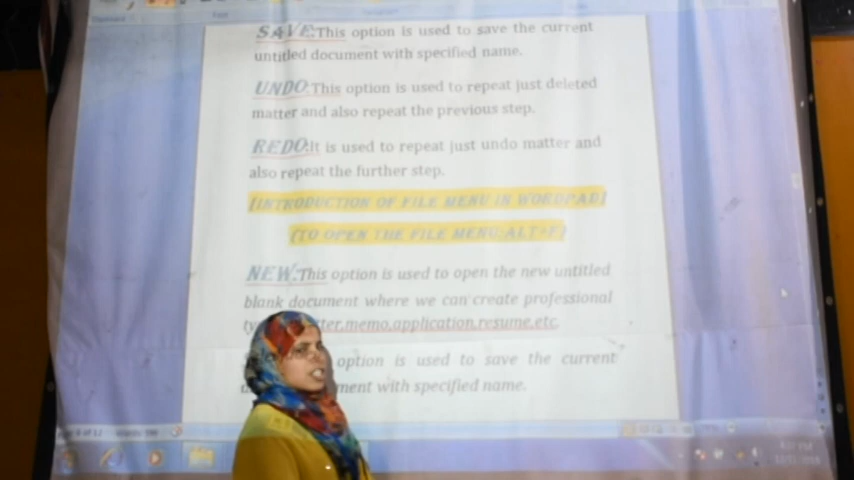 SAVE:This option is used to save the current
untitled document with specified name.
UNDO:This option is used to repeat just deleted
matter and also repeat the previous step.
REDO:It is used to repeat just undo matter and
also repeat the further step.
[INTRODUCTION OF FILE MENU IN WORDPAD]
(TO OPEN THE FILE MENU:ALT+F)
NEW:This option is used to open the new untitled
blank document where we can create professional
ter,memo,application,resume,etc.
option is used to save the current
ment with specified name.